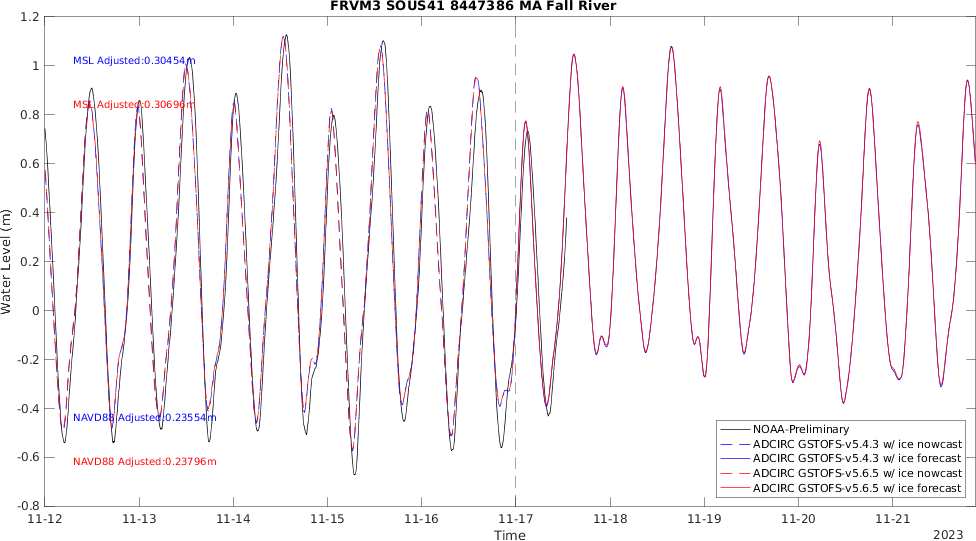 FRVM3 SOUS41 8447386 MA Fall River
1.2
1
0.8
0.6
0.4
0.2
0
-0.2
-0.4
-0.6
-0.8
Water Level (m)
MSL Adjusted:0.30454m
MSL Adjusted:0.30696m
NAVD88 Adjusted:0.23554m
NAVD88 Adjusted:0.23796m
NOAA-Preliminary
ADCIRC GSTOFS-v5.4.3 w/ ice nowcast
ADCIRC GSTOFS-v5.4.3 w/ ice forecast
ADCIRC GSTOFS-v5.6.5 w/ ice nowcast
ADCIRC GSTOFS-v5.6.5 w/ ice forecast
11-12 11-13 11-14 11-15 11-16 11-17 11-18 11-19 11-20 11-21
Time
2023